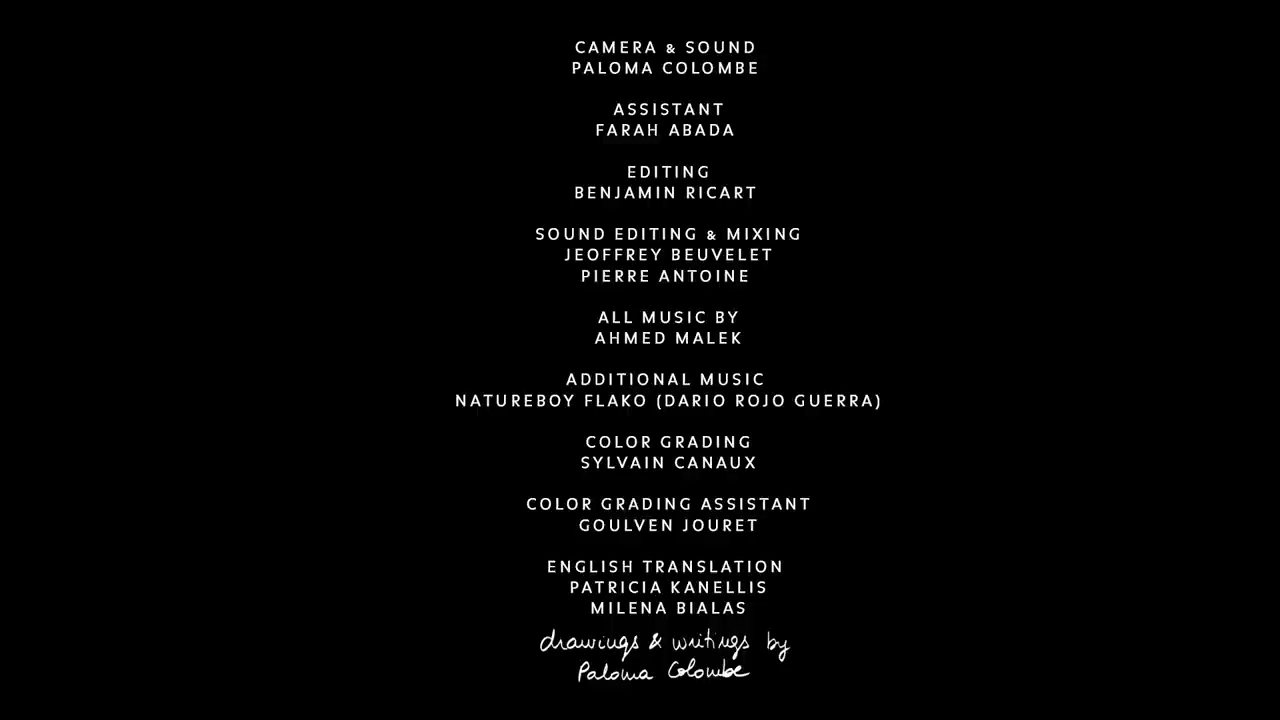 CAMERA & SOUND
PALOMA COLOMBE
ASSISTANT
FARAH ABADA
EDITING
BENJAMIN RICART
SOUND EDITING & MIXING
JEOFFREY BEUVELET
PIERRE ANTOINE
ALL MUSIC BY
AHMED MALEK
ADDITIONAL MUSIC
NATUREBOY FLAKO (DARIO ROJO GUERRA)
COLOR GRADING
SYLVAIN CANAUX
COLOR GRADING ASSISTANT
GOULVEN JOURET
ENGLISH TRANSLATION
PATRICIA KANELLIS
MILENA BIALAS
drawings & writings by
Paloma Colombe